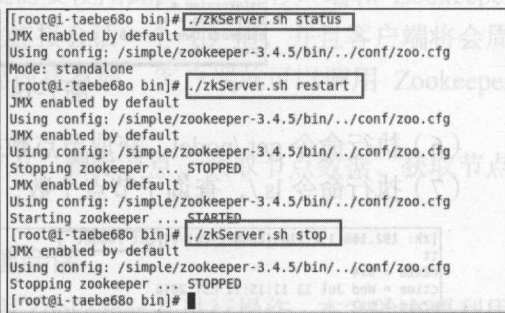 [root@i-taebe68o bin]# ./zkServer.sh status
JMX enabled by default
Using config: /simple/zookeeper-3.4.5/bin/../conf/zoo.cfg
Mode: standalone
[root@i-taebe68o bin]# ./zkServer.sh restart
JMX enabled by default
Using config: /simple/zookeeper-3.4.5/bin/../conf/zoo.cfg
JMX enabled by default
Using config: /simple/zookeeper-3.4.5/bin/../conf/zoo.cfg
Stopping zookeeper ... STOPPED
JMX enabled by default
Using config: /simple/zookeeper-3.4.5/bin/../conf/zoo.cfg
Starting zookeeper ... STARTED
[root@i-taebe68o bin]# ./zkServer.sh stop
JMX enabled by default
Using config: /simple/zookeeper-3.4.5/bin/../conf/zoo.cfg
Stopping zookeeper ... STOPPED
[root@i-taebe68o bin]#